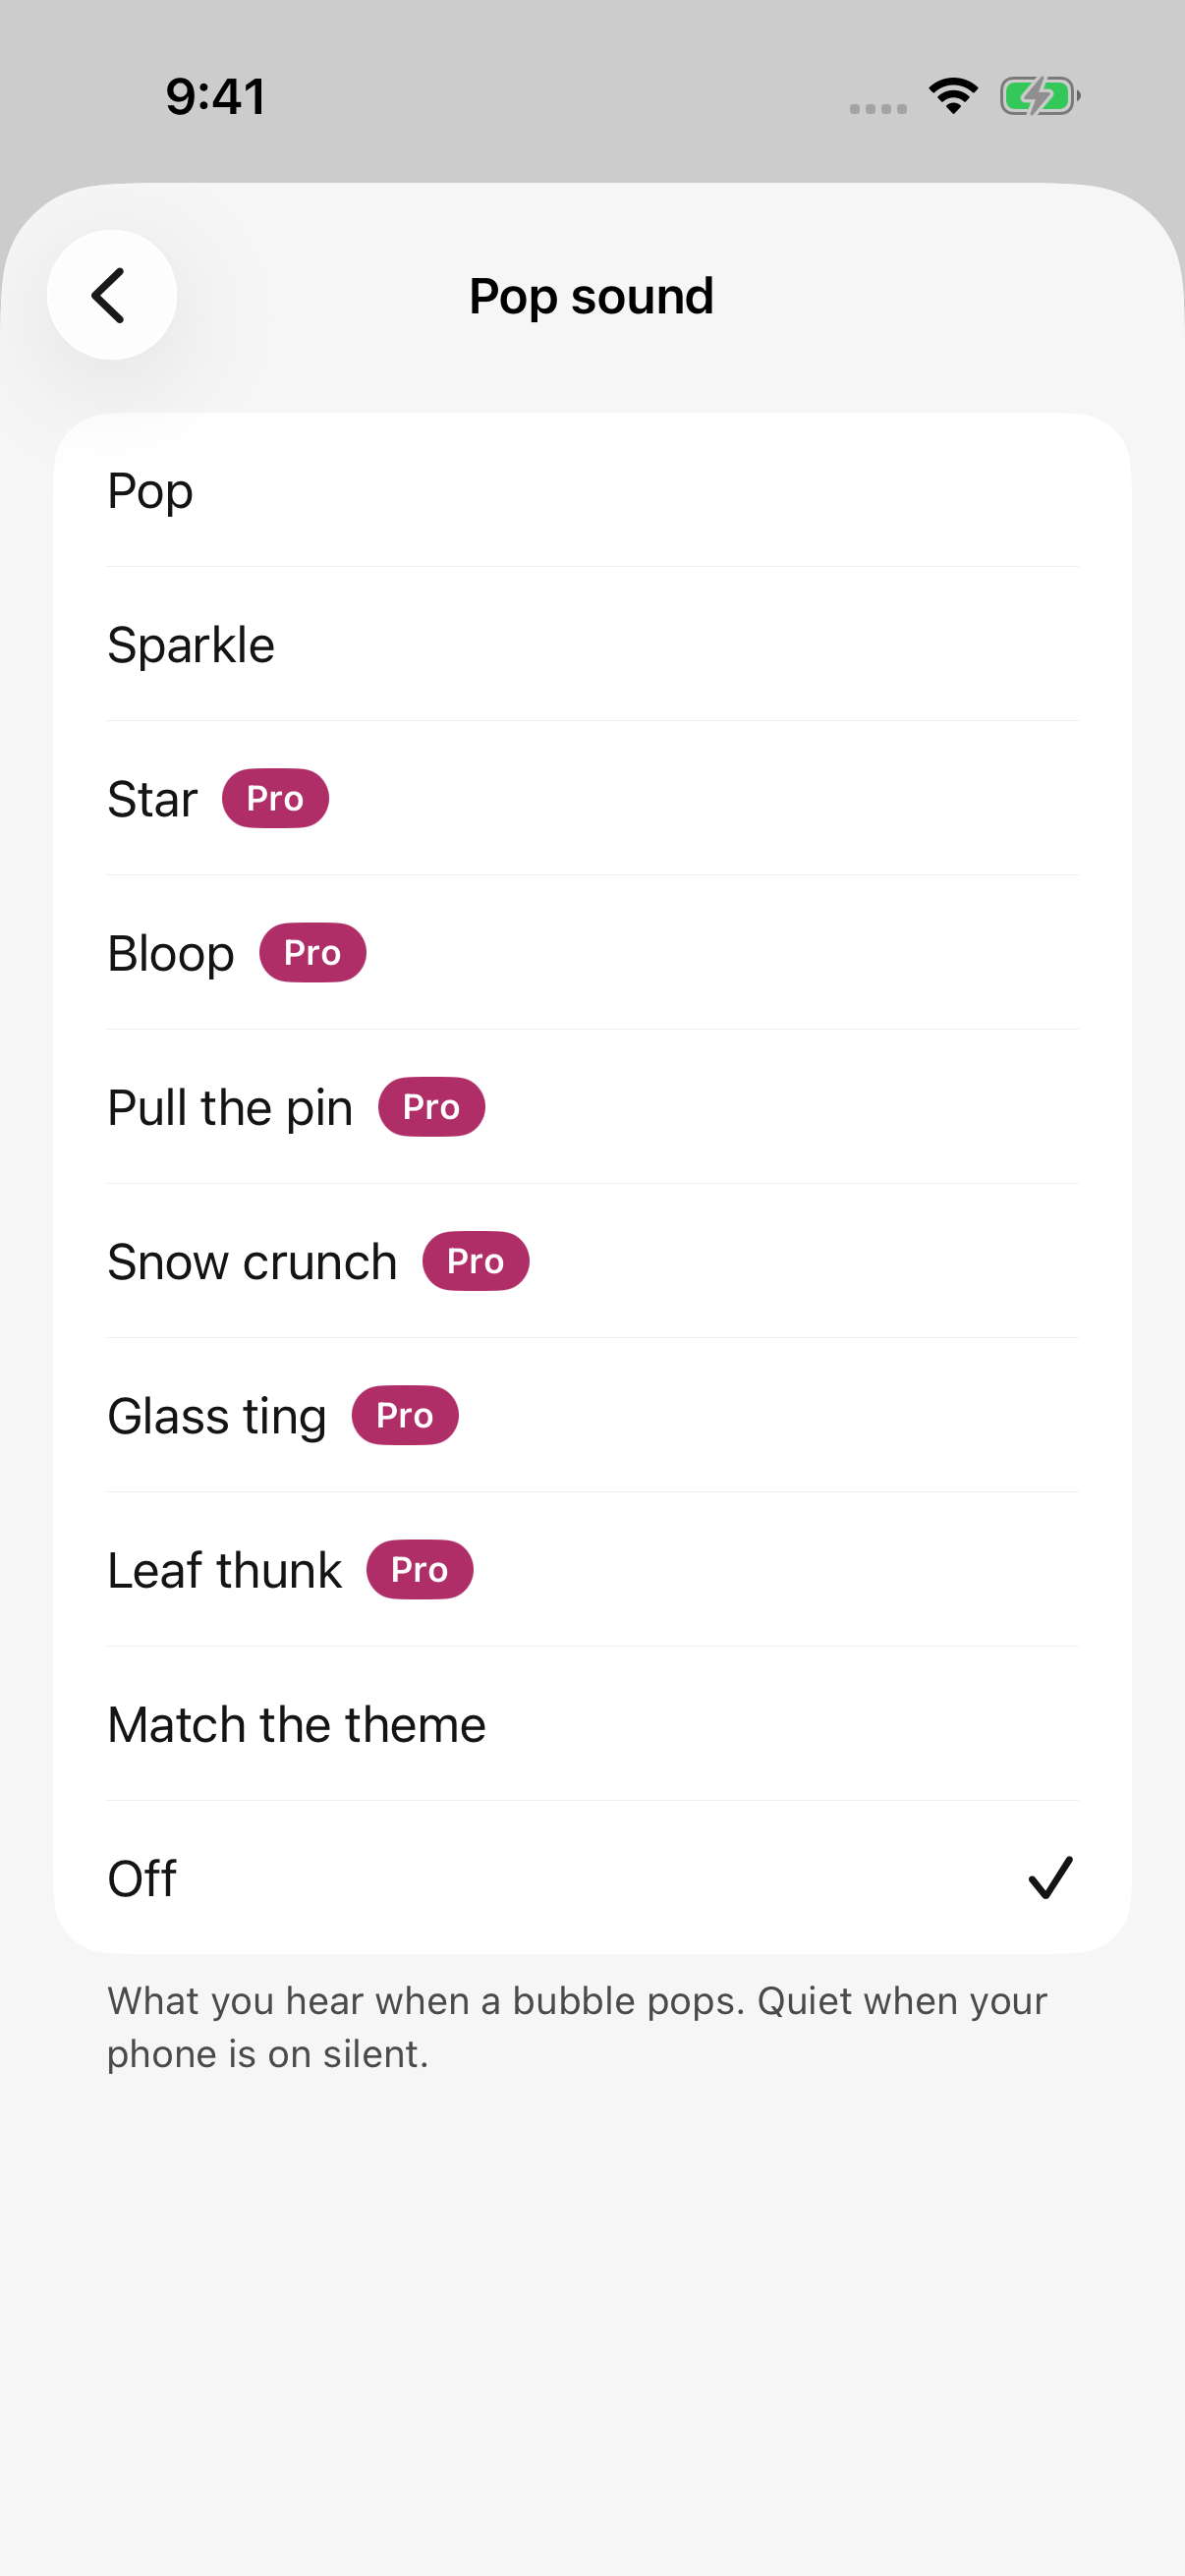 9:41
Pop sound
Pop
Sparkle
Star Pro
Bloop Pro
Pull the pin Pro
Snow crunch Pro
Glass ting Pro
Leaf thunk Pro
Match the theme
Off
What you hear when a bubble pops. Quiet when your
phone is on silent.